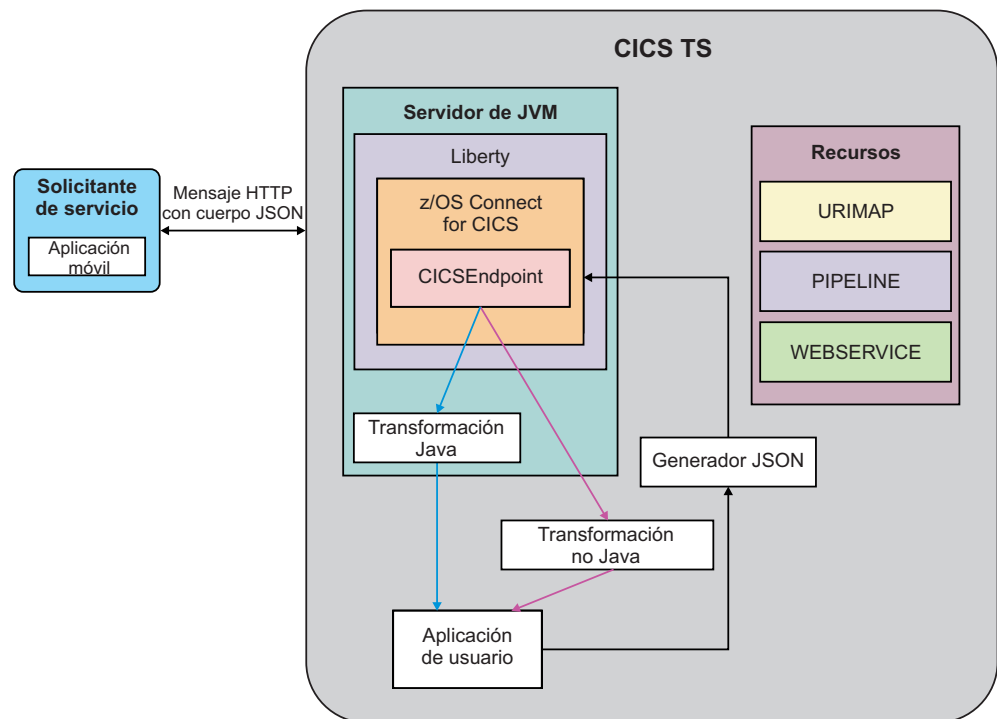 CICS TS
Servidor de JVM
Liberty
z/OS Connect
for CICS
CICSEndpoint
Solicitante
de servicio
Aplicación
móvil
Mensaje HTTP
con cuerpo JSON
Recursos
URIMAP
PIPELINE
WEBSERVICE
Transformación
Java
Generador JSON
Transformación
no Java
Aplicación
de usuario